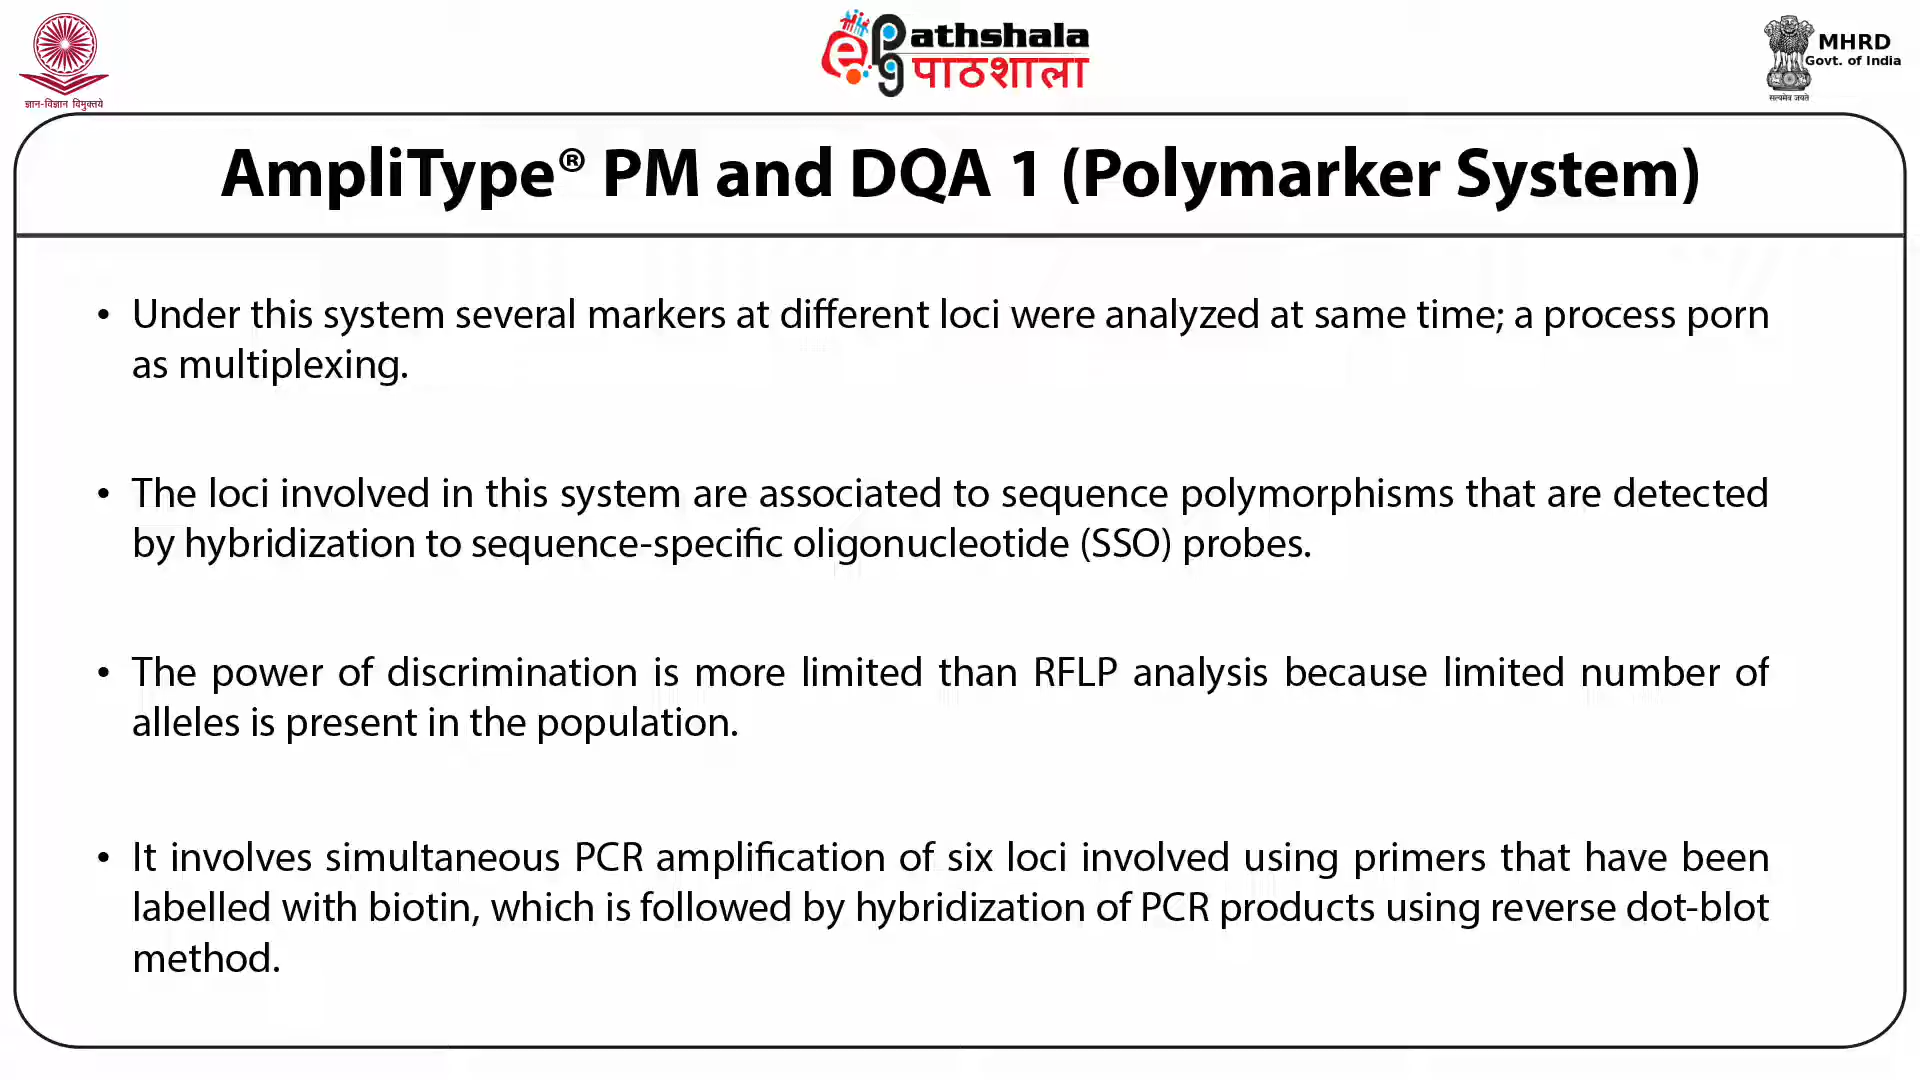 ज्ञान-विज्ञान विमुक्तये
ePGathshala
पाठशाला
MHRD
Govt. of India
सत्यमेव जयते
AmpliType® PM and DQA 1 (Polymarker System)
• Under this system several markers at different loci were analyzed at same time; a process porn
as multiplexing.
• The loci involved in this system are associated to sequence polymorphisms that are detected
by hybridization to sequence-specific oligonucleotide (SSO) probes.
• The power of discrimination is more limited than RFLP analysis because limited number of
alleles is present in the population.
• It involves simultaneous PCR amplification of six loci involved using primers that have been
labelled with biotin, which is followed by hybridization of PCR products using reverse dot-blot
method.